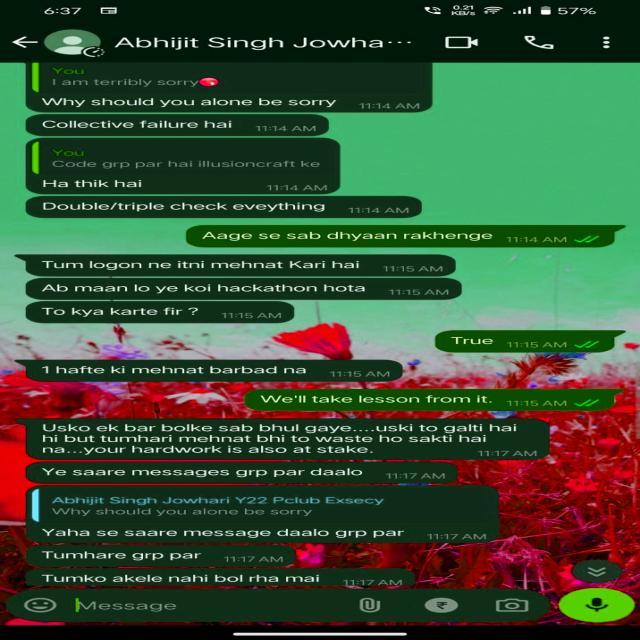 6:37
0.21 KB/s
57%
Abhijit Singh Jowha...
You
I am terribly sorry
Why should you alone be sorry 11:14 AM
Collective failure hai 11:14 AM
You
Code grp par hai illusioncraft ke
Ha thik hai 11:14 AM
Double/triple check eveything 11:14 AM
Aage se sab dhyaan rakhenge 11:14 AM
Tum logon ne itni mehnat Kari hai 11:15 AM
Ab maan lo ye koi hackathon hota 11:15 AM
To kya karte fir ? 11:15 AM
True 11:15 AM
1 hafte ki mehnat barbad na 11:15 AM
We'll take lesson from it. 11:15 AM
Usko ek bar bolke sab bhul gaye....uski to galti hai
hi but tumhari mehnat bhi to waste ho sakti hai
na...your hardwork is also at stake. 11:17 AM
Ye saare messages grp par daalo 11:17 AM
Abhijit Singh Jowhari Y22 Pclub Exsecy
Why should you alone be sorry
Yaha se saare message daalo grp par 11:17 AM
Tumhare grp par 11:17 AM
Tumko akele nahi bol rha mai 11:17 AM
Message